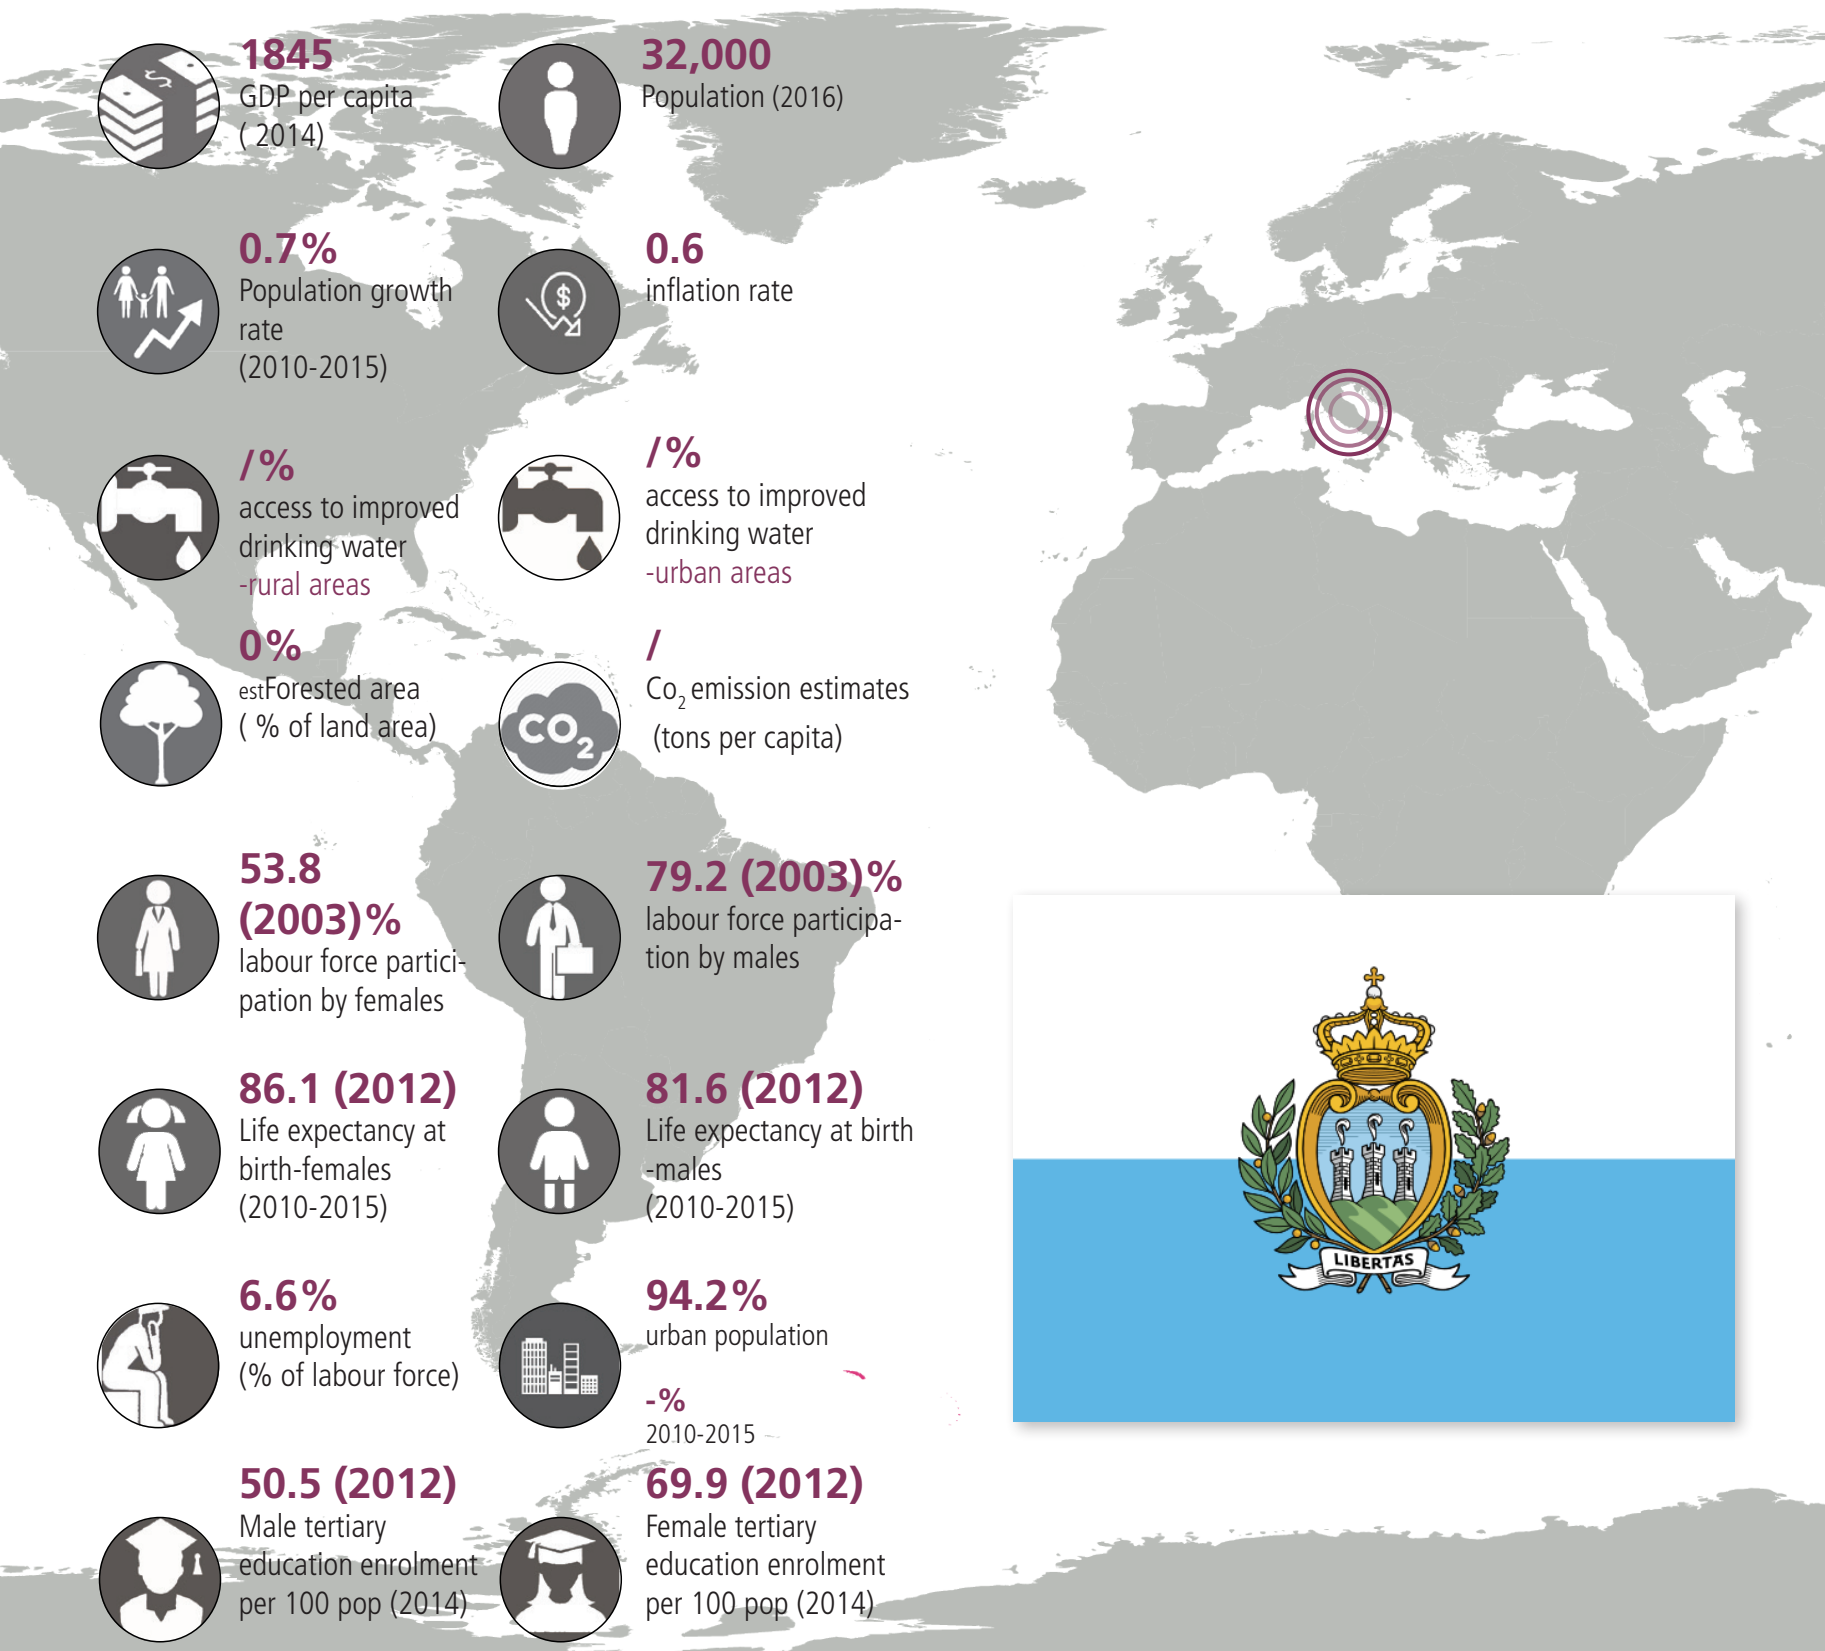 1845
GDP per capita
( 2014)
32,000
Population (2016)
0.7%
Population growth
rate
(2010-2015)
0.6
inflation rate
/%
access to improved
drinking water
-rural areas
/%
access to improved
drinking water
-urban areas
0%
estForested area
( % of land area)
/
Co2 emission estimates
(tons per capita)
CO2
53.8
(2003)%
labour force partici-
pation by females
79.2 (2003)%
labour force participa-
tion by males
86.1 (2012)
Life expectancy at
birth-females
(2010-2015)
81.6 (2012)
Life expectancy at birth
-males
(2010-2015)
6.6%
unemployment
(% of labour force)
94.2%
urban population
-%
2010-2015
50.5 (2012)
Male tertiary
education enrolment
per 100 pop (2014)
69.9 (2012)
Female tertiary
education enrolment
per 100 pop (2014)
LIBERTAS